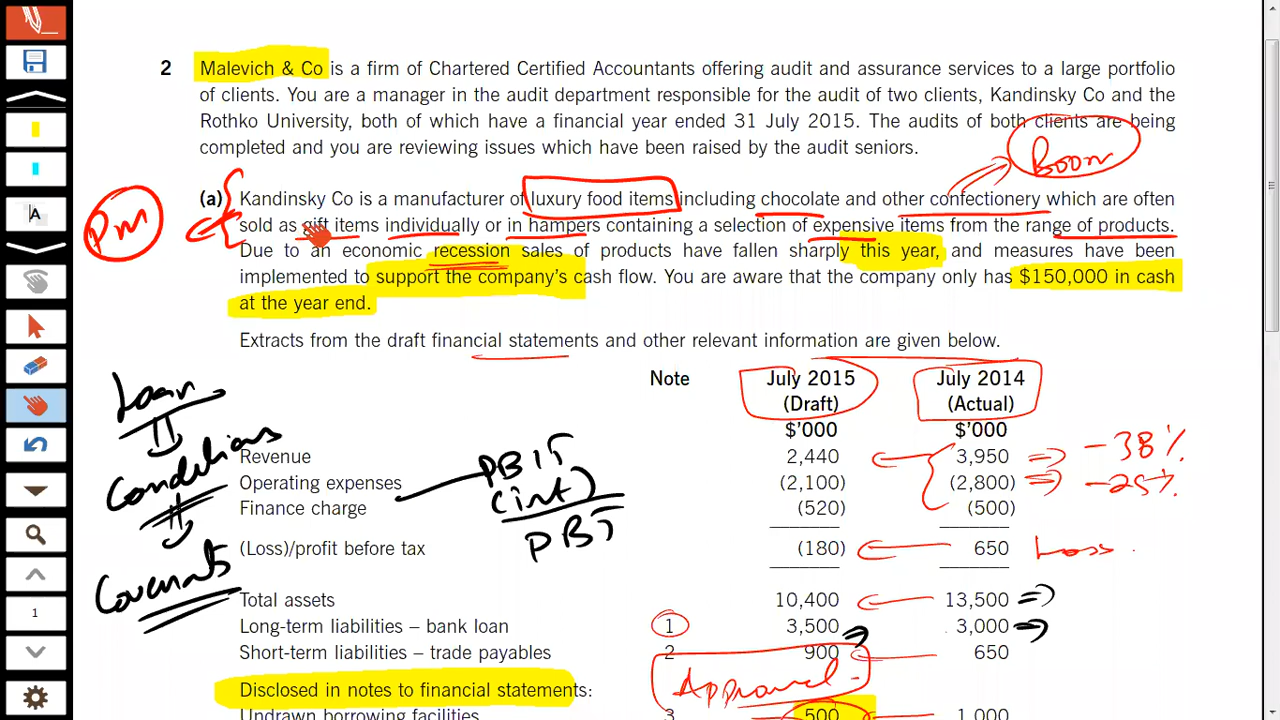 2 Malevich & Co is a firm of Chartered Certified Accountants offering audit and assurance services to a large portfolio
of clients. You are a manager in the audit department responsible for the audit of two clients, Kandinsky Co and the
Rothko University, both of which have a financial year ended 31 July 2015. The audits of both clients are being
completed and you are reviewing issues which have been raised by the audit seniors.
Boom
(a) Kandinsky Co is a manufacturer of luxury food items including chocolate and other confectionery which are often
sold as gift items individually or in hampers containing a selection of expensive items from the range of products.
Pm
Due to an economic recession sales of products have fallen sharply this year, and measures have been
implemented to support the company's cash flow. You are aware that the company only has $150,000 in cash
at the year end.
Extracts from the draft financial statements and other relevant information are given below.
Note July 2015 July 2014
(Draft) (Actual)
$'000 $'000
Loan
Conditions
Covenants
Revenue 2,440 3,950 -38%
Operating expenses (2,100) (2,800) -25%
Finance charge (520) (500)
PBIT
(int)
PBT
(Loss)/profit before tax (180) 650 Loss
Total assets 10,400 13,500
Long-term liabilities – bank loan 1 3,500 3,000
Short-term liabilities – trade payables 2 900 650
Approval
Disclosed in notes to financial statements:
Undrawn borrowing facilities 3 500 1,000
A
1